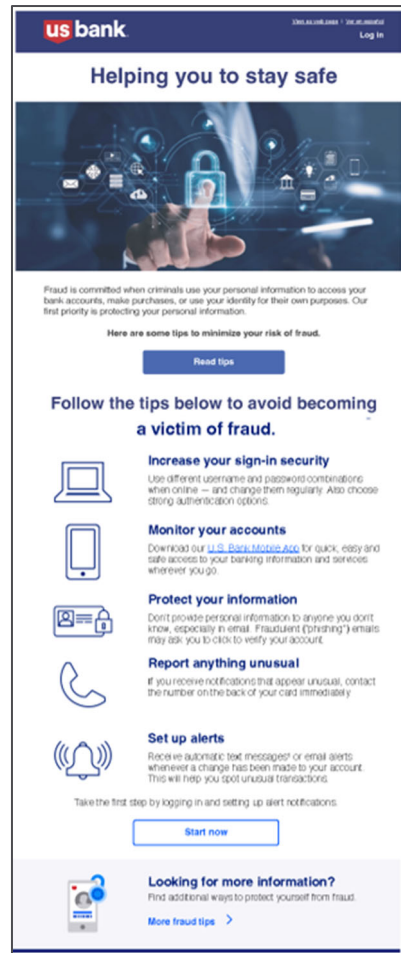 us bank.
View as web page | Ver en español
Log in
Helping you to stay safe
Fraud is committed when criminals use your personal information to access your
bank accounts, make purchases, or use your identity for their own purposes. Our
first priority is protecting your personal information.
Here are some tips to minimize your risk of fraud.
Read tips
Follow the tips below to avoid becoming
a victim of fraud.
Increase your sign-in security
Use different username and password combinations
when online — and change them regularly. Also choose
strong authentication options.
Monitor your accounts
Download our U.S. Bank Mobile App for quick, easy and
safe access to your banking information and services
wherever you go.
Protect your information
Don't provide personal information to anyone you don't
know, especially in email. Fraudulent ("phishing") emails
may ask you to click to verify your account.
Report anything unusual
If you receive notifications that appear unusual, contact
the number on the back of your card immediately
Set up alerts
Receive automatic text messages¹ or email alerts
whenever a change has been made to your account.
This will help you spot unusual transactions
Take the first step by logging in and setting up alert notifications.
Start now
Looking for more information?
Find additional ways to protect yourself from fraud.
More fraud tips >